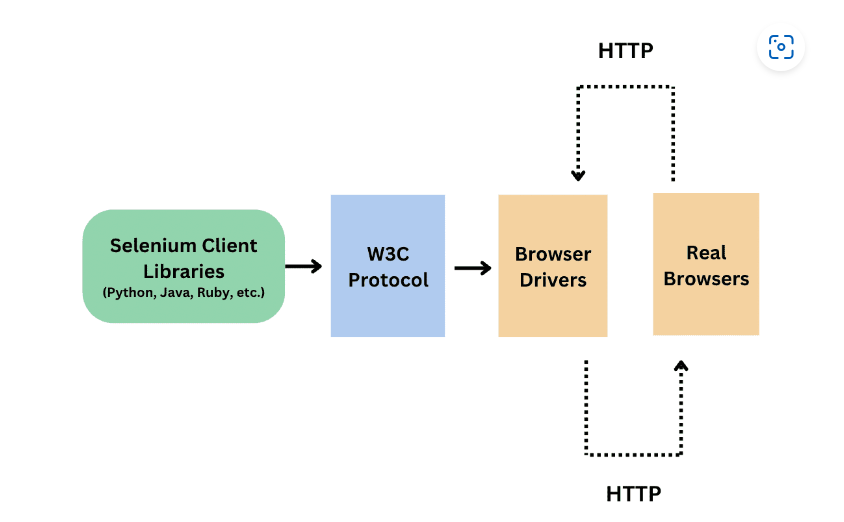 HTTP
Selenium Client
Libraries
(Python, Java, Ruby, etc.)
W3C
Protocol
Browser
Drivers
Real
Browsers
HTTP